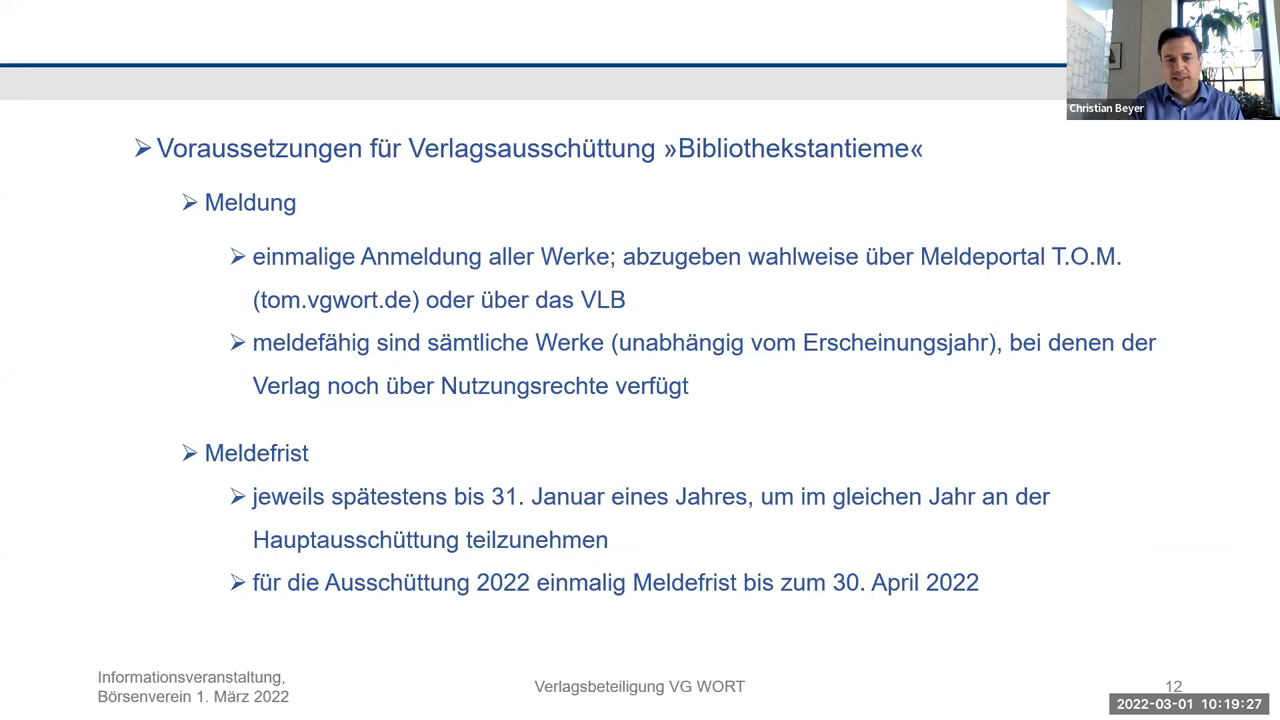 Christian Beyer
Voraussetzungen für Verlagsausschüttung »Bibliothekstantieme«
Meldung
einmalige Anmeldung aller Werke; abzugeben wahlweise über Meldeportal T.O.M.
(tom.vgwort.de) oder über das VLB
meldefähig sind sämtliche Werke (unabhängig vom Erscheinungsjahr), bei denen der
Verlag noch über Nutzungsrechte verfügt
Meldefrist
jeweils spätestens bis 31. Januar eines Jahres, um im gleichen Jahr an der
Hauptausschüttung teilzunehmen
für die Ausschüttung 2022 einmalig Meldefrist bis zum 30. April 2022
Informationsveranstaltung,
Börsenverein 1. März 2022
Verlagsbeteiligung VG WORT
12
2022-03-01 10:19:27